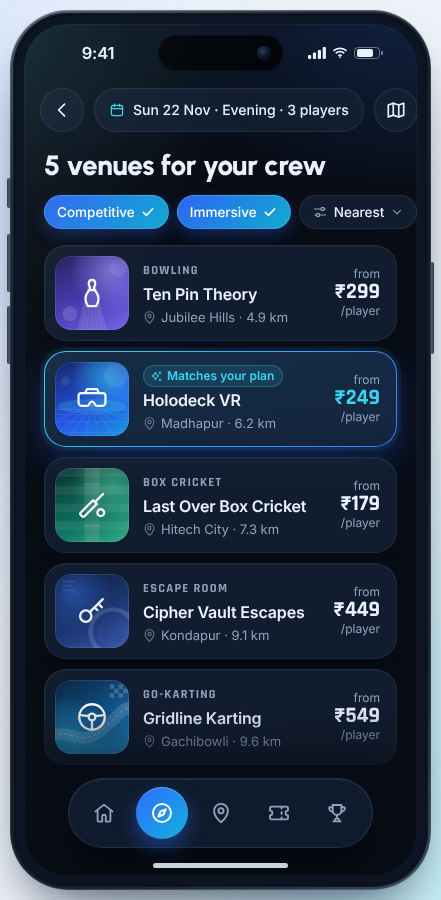 9:41
Sun 22 Nov · Evening · 3 players
5 venues for your crew
Competitive
Immersive
Nearest
BOWLING
Ten Pin Theory
Jubilee Hills · 4.9 km
from
₹299
/player
Matches your plan
Holodeck VR
Madhapur · 6.2 km
from
₹249
/player
BOX CRICKET
Last Over Box Cricket
Hitech City · 7.3 km
from
₹179
/player
ESCAPE ROOM
Cipher Vault Escapes
Kondapur · 9.1 km
from
₹449
/player
GO-KARTING
Gridline Karting
Gachibowli · 9.6 km
from
₹549
/player